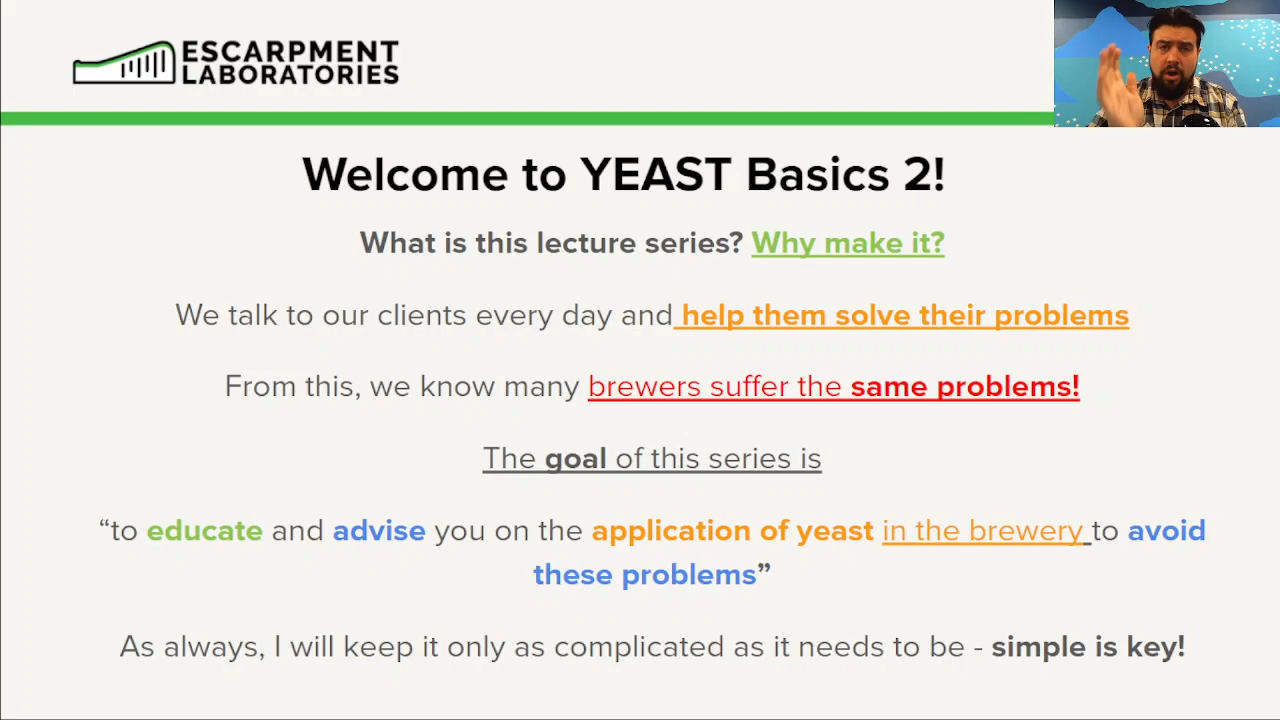 ESCARPMENT
LABORATORIES
Welcome to YEAST Basics 2!
What is this lecture series? Why make it?
We talk to our clients every day and help them solve their problems
From this, we know many brewers suffer the same problems!
The goal of this series is
“to educate and advise you on the application of yeast in the brewery to avoid
these problems”
As always, I will keep it only as complicated as it needs to be - simple is key!